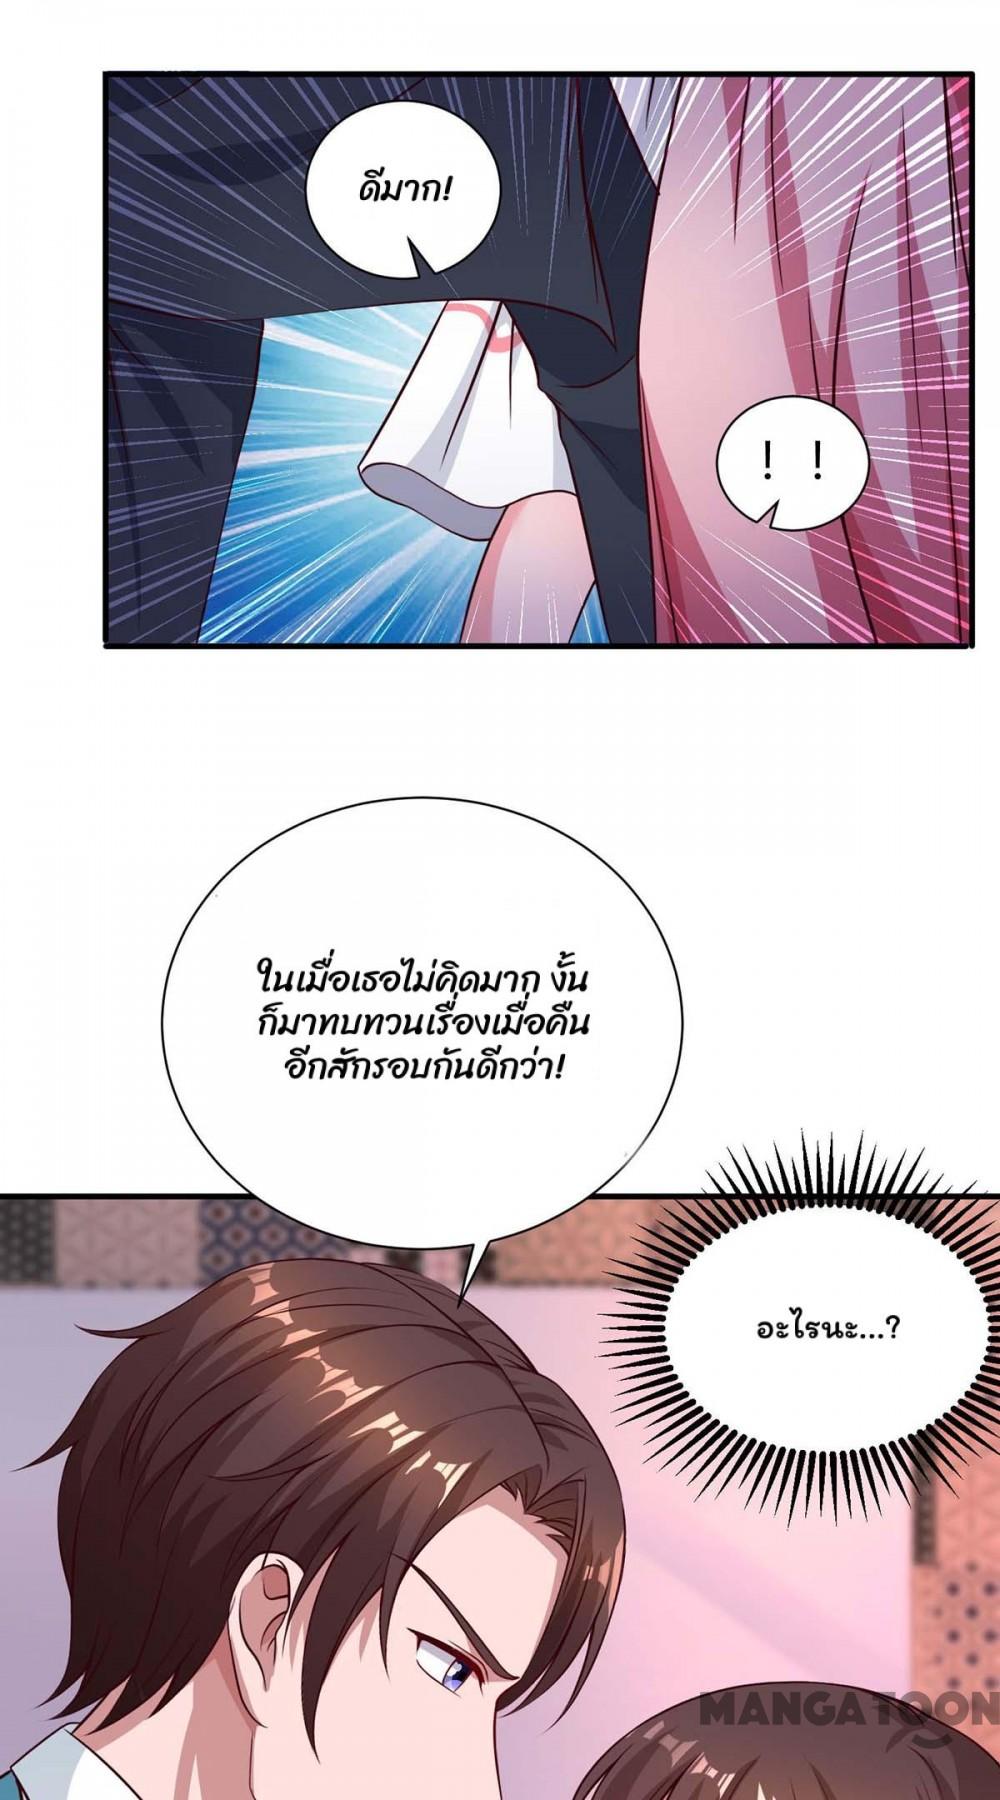 ดีมาก!
! !
ในเมื่อเธอไม่คิดมาก งั้น
ก็มาทบทวนเรื่องเมื่อคืน
อีกสักรอบกันดีกว่า!
อะไรนะ...?
MANGATOON